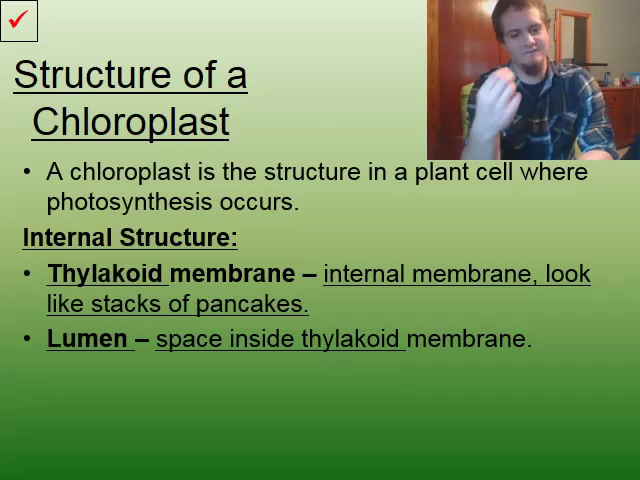 Structure of a
Chloroplast
• A chloroplast is the structure in a plant cell where
photosynthesis occurs.
Internal Structure:
• Thylakoid membrane – internal membrane, look
like stacks of pancakes.
• Lumen – space inside thylakoid membrane.